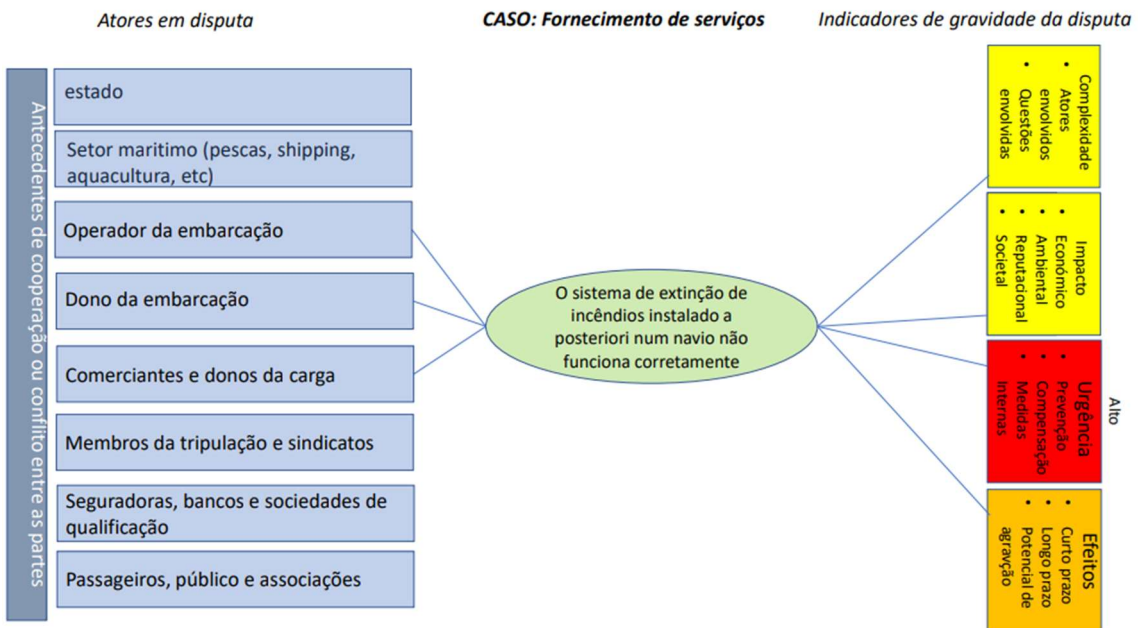 Atores em disputa
CASO: Fornecimento de serviços
Indicadores de gravidade da disputa
Antecedentes de cooperação ou conflito entre as partes
estado
Setor maritimo (pescas, shipping,
aquacultura, etc)
Operador da embarcação
Dono da embarcação
Comerciantes e donos da carga
Membros da tripulação e sindicatos
Seguradoras, bancos e sociedades de
qualificação
Passageiros, público e associações
O sistema de extinção de
incêndios instalado a
posteriori num navio não
funciona corretamente
Complexidade
• Atores
envolvidos
• Questões
envolvidas
Impacto
• Económico
• Ambiental
• Reputacional
• Societal
Alto
Urgência
• Prevenção
• Compensação
• Medidas
Internas
Efeitos
• Curto prazo
• Longo prazo
• Potencial de
agravção